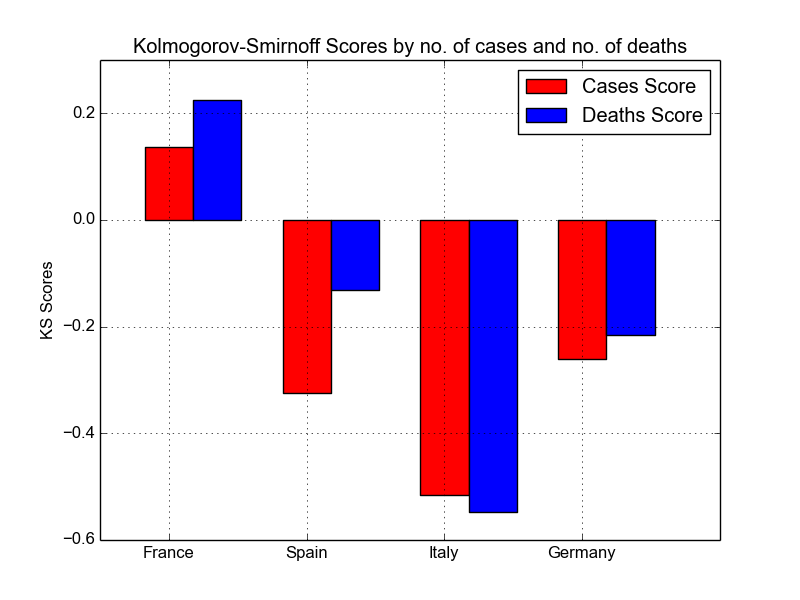 Kolmogorov-Smirnoff Scores by no. of cases and no. of deaths
Cases Score
Deaths Score
KS Scores
0.2
0.0
−0.2
−0.4
−0.6
France Spain Italy Germany